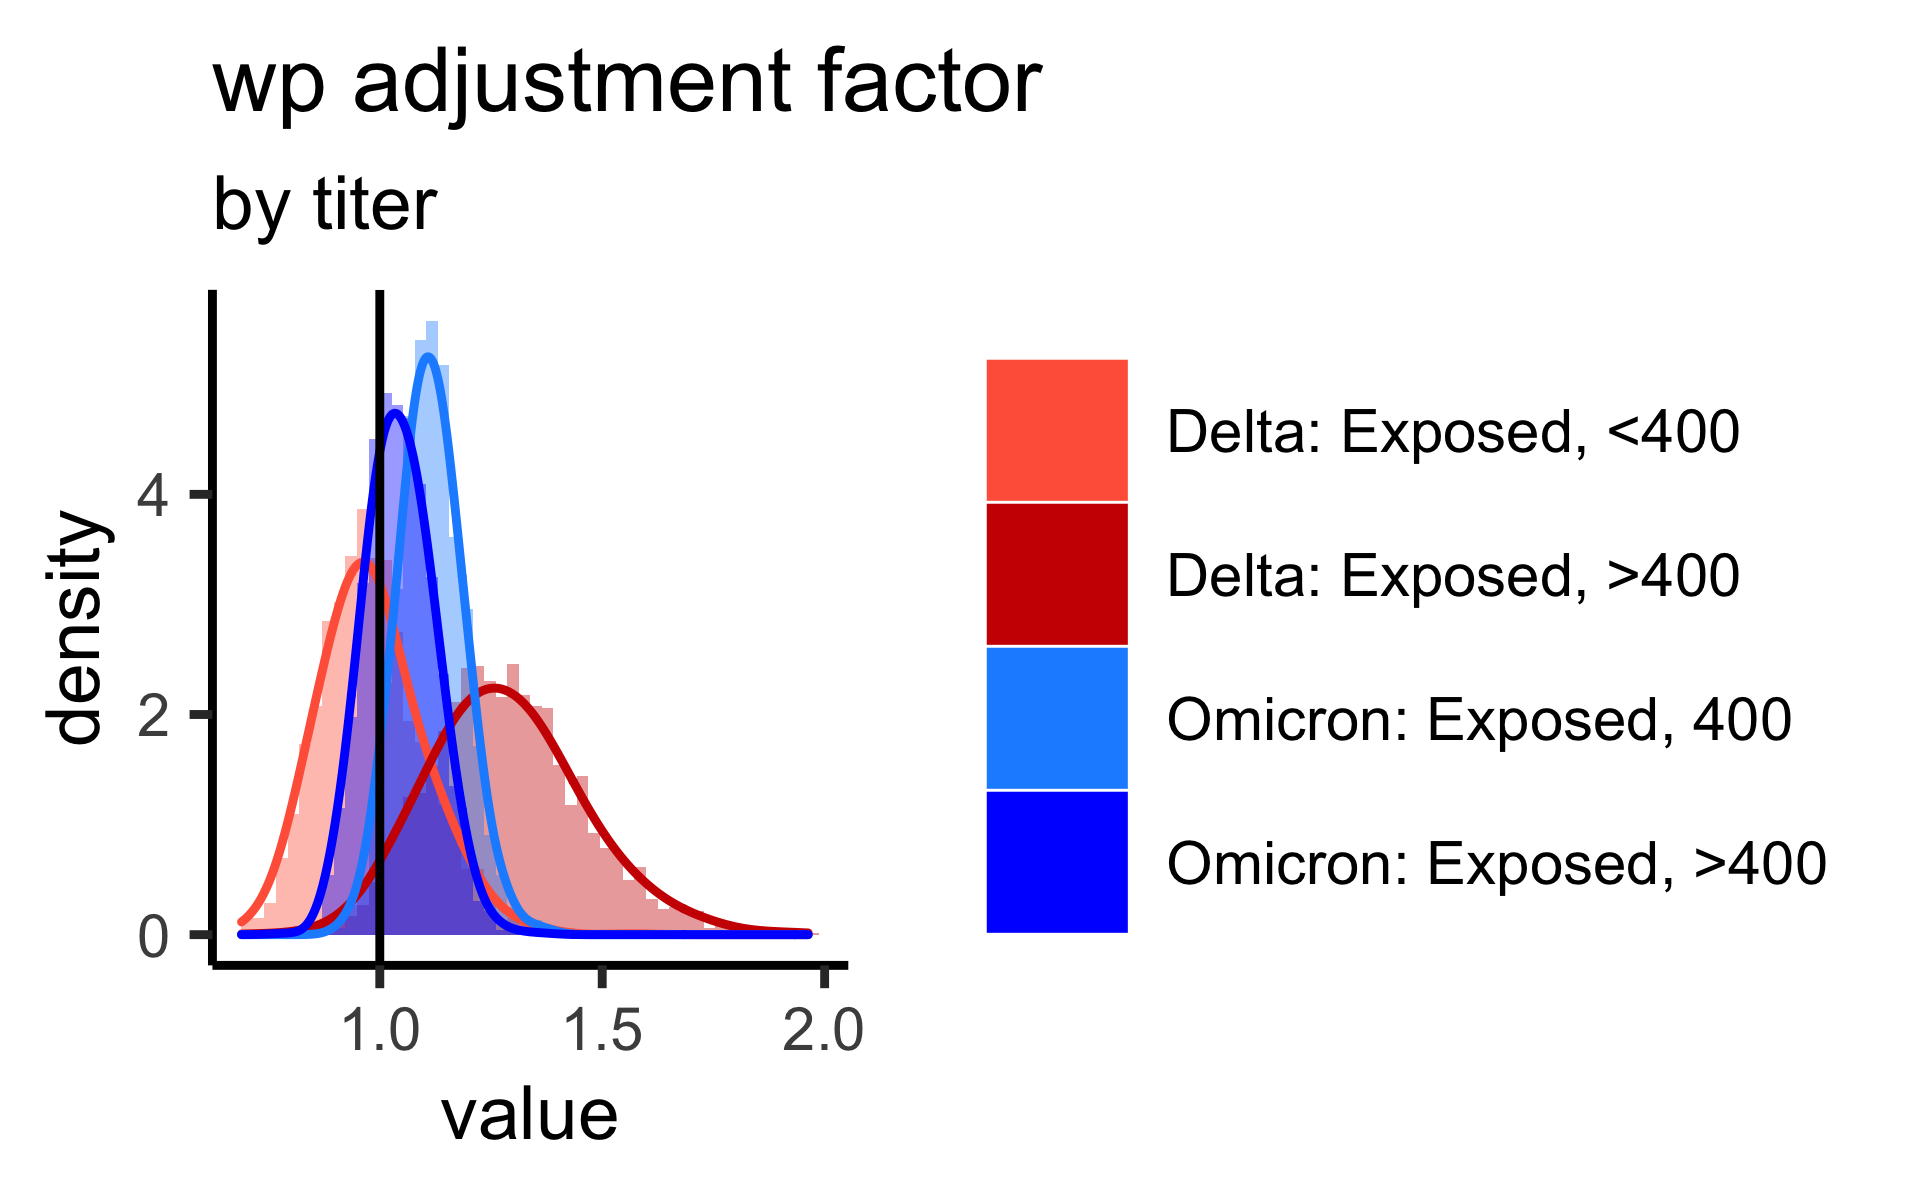 wp adjustment factor
by titer
density
4
2
0
1.0 1.5 2.0
value
Delta: Exposed, <400
Delta: Exposed, >400
Omicron: Exposed, 400
Omicron: Exposed, >400